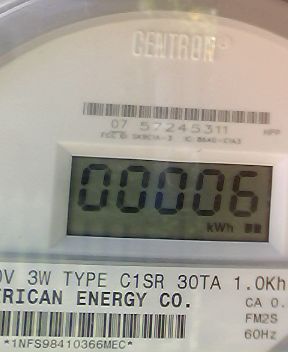 CENTRON
07 57245311
00006
kWh
0V 3W TYPE C1SR 30TA 1.0Kh
ERICAN ENERGY CO.
CA 0.
FM2S
60Hz
*1NFS98410366MEC*